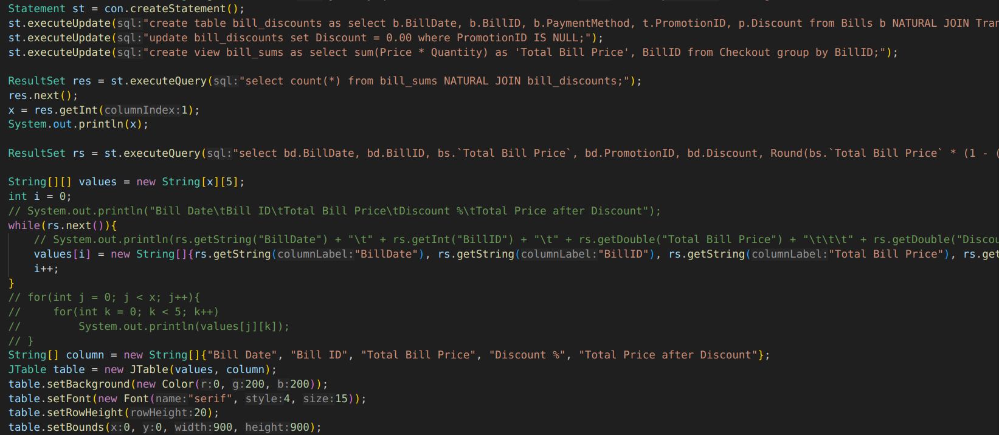 Statement st = con.createStatement();
st.executeUpdate(sql:"create table bill_discounts as select b.BillDate, b.BillID, b.PaymentMethod, t.PromotionID, p.Discount from Bills b NATURAL JOIN Tran
st.executeUpdate(sql:"update bill_discounts set Discount = 0.00 where PromotionID IS NULL;");
st.executeUpdate(sql:"create view bill_sums as select sum(Price * Quantity) as 'Total Bill Price', BillID from Checkout group by BillID;");
ResultSet res = st.executeQuery(sql:"select count(*) from bill_sums NATURAL JOIN bill_discounts;");
res.next();
x = res.getInt(columnIndex:1);
System.out.println(x);
ResultSet rs = st.executeQuery(sql:"select bd.BillDate, bd.BillID, bs.`Total Bill Price`, bd.PromotionID, bd.Discount, Round(bs.`Total Bill Price` * (1 - (
String[][] values = new String[x][5];
int i = 0;
// System.out.println("Bill Date\tBill ID\tTotal Bill Price\tDiscount %\tTotal Price after Discount");
while(rs.next()){
// System.out.println(rs.getString("BillDate") + "\t" + rs.getInt("BillID") + "\t" + rs.getDouble("Total Bill Price") + "\t\t\t" + rs.getDouble("Discou
values[i] = new String[]{rs.getString(columnLabel:"BillDate"), rs.getString(columnLabel:"BillID"), rs.getString(columnLabel:"Total Bill Price"), rs.get
i++;
}
// for(int j = 0; j < x; j++){
//     for(int k = 0; k < 5; k++)
//         System.out.println(values[j][k]);
// }
String[] column = new String[]{"Bill Date", "Bill ID", "Total Bill Price", "Discount %", "Total Price after Discount"};
JTable table = new JTable(values, column);
table.setBackground(new Color(r:0, g:200, b:200));
table.setFont(new Font(name:"serif", style:4, size:15));
table.setRowHeight(rowHeight:20);
table.setBounds(x:0, y:0, width:900, height:900);